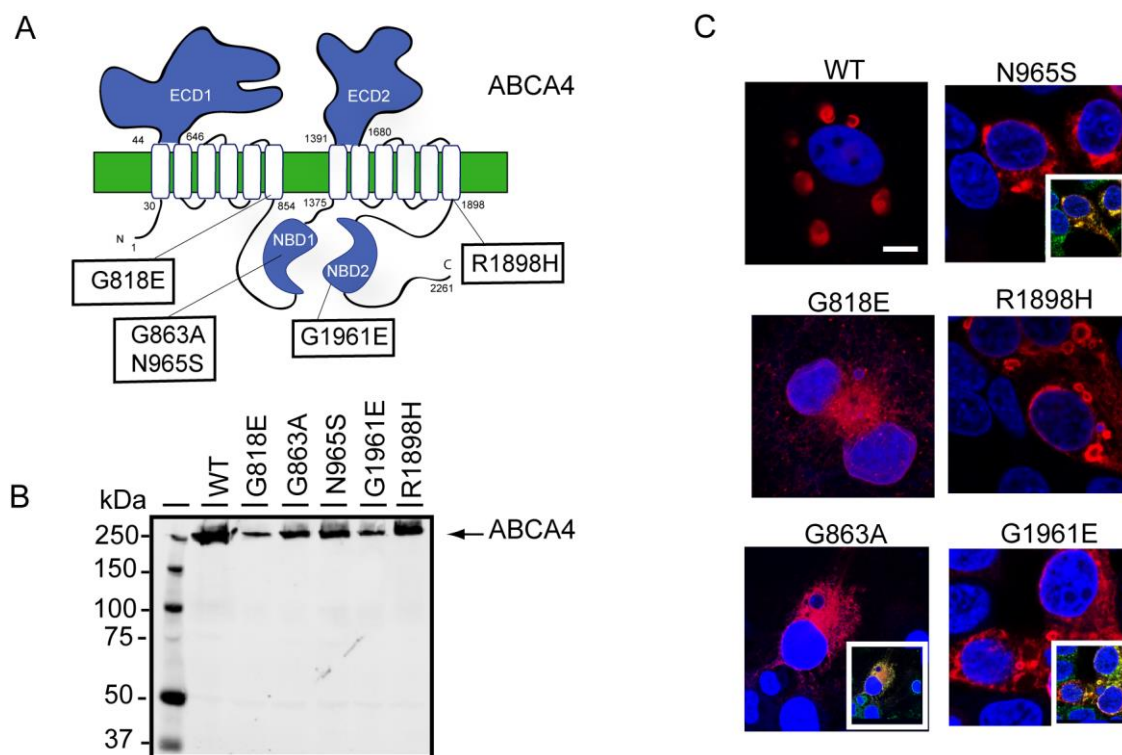 A
ECD1
ECD2
ABCA4
44
646
1391
1680
30
854
1375
1898
N
1
NBD1
NBD2
C
2261
G818E
R1898H
G863A
N965S
G1961E
B
kDa
WT
G818E
G863A
N965S
G1961E
R1898H
250
ABCA4
150
100
75
50
37
C
WT
N965S
G818E
R1898H
G863A
G1961E